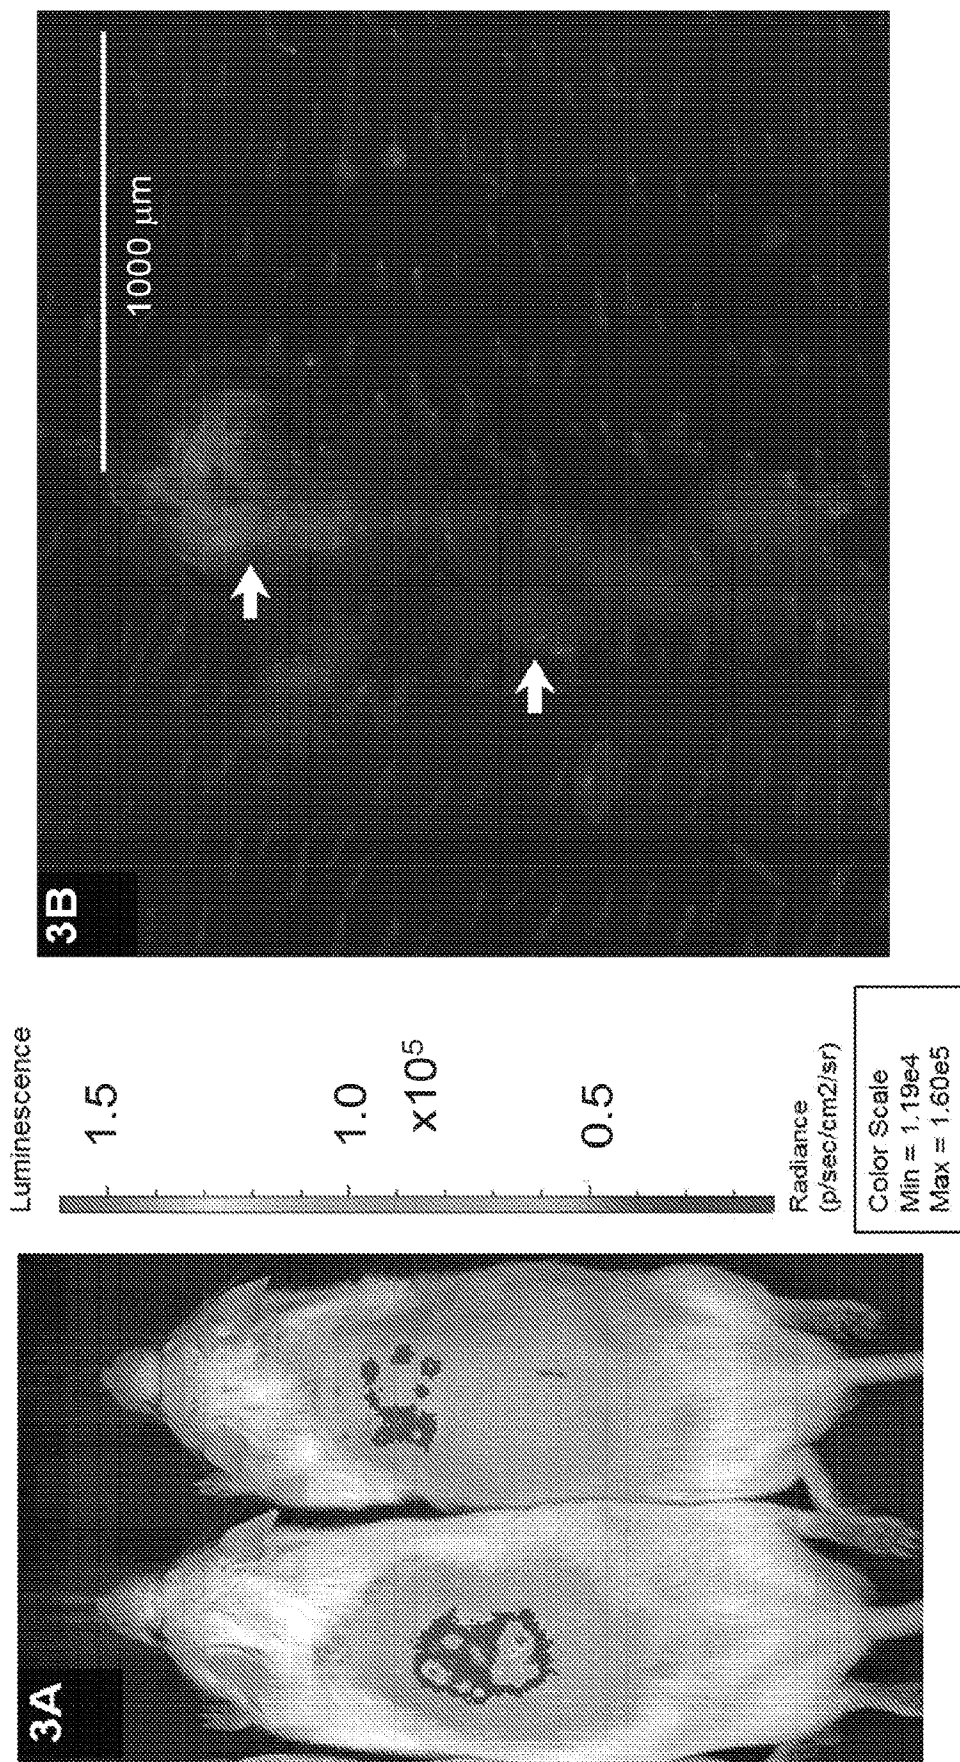 3A
Luminescence
1.5
1.0
x10⁵
0.5
Radiance
(p/sec/cm2/sr)
Color Scale
Min = 1.19e4
Max = 1.60e5
3B
1000 μm